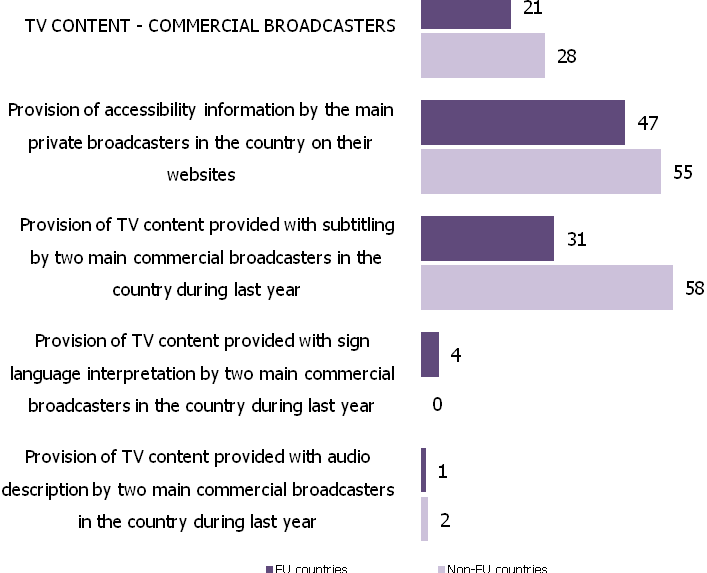 21
TV CONTENT - COMMERCIAL BROADCASTERS
28
Provision of accessibility information by the main
private broadcasters in the country on their
websites
47
55
Provision of TV content provided with subtitling
by two main commercial broadcasters in the
country during last year
31
58
Provision of TV content provided with sign
language interpretation by two main commercial
broadcasters in the country during last year
4
0
Provision of TV content provided with audio
description by two main commercial broadcasters
in the country during last year
1
2
EU countries
Non-EU countries